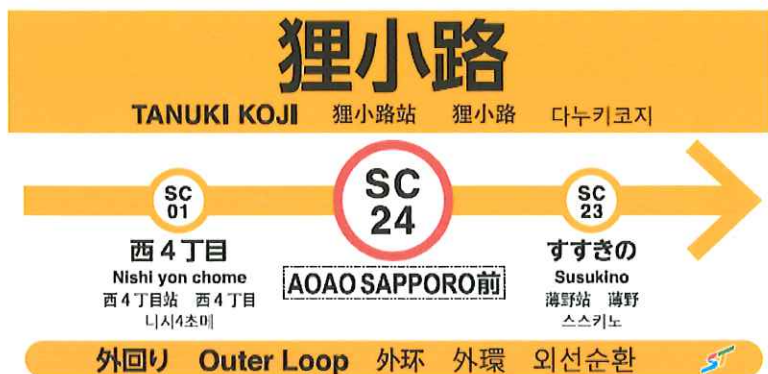 狸小路
TANUKI KOJI 狸小路站 狸小路 다누키코지
SC
01
SC
24
SC
23
西4丁目
Nishi yon chome
西4丁目站 西4丁目
니시4초메
AOAO SAPPORO前
すすきの
Susukino
薄野站 薄野
스스키노
外回り Outer Loop 外环 外環 외선순환
ST